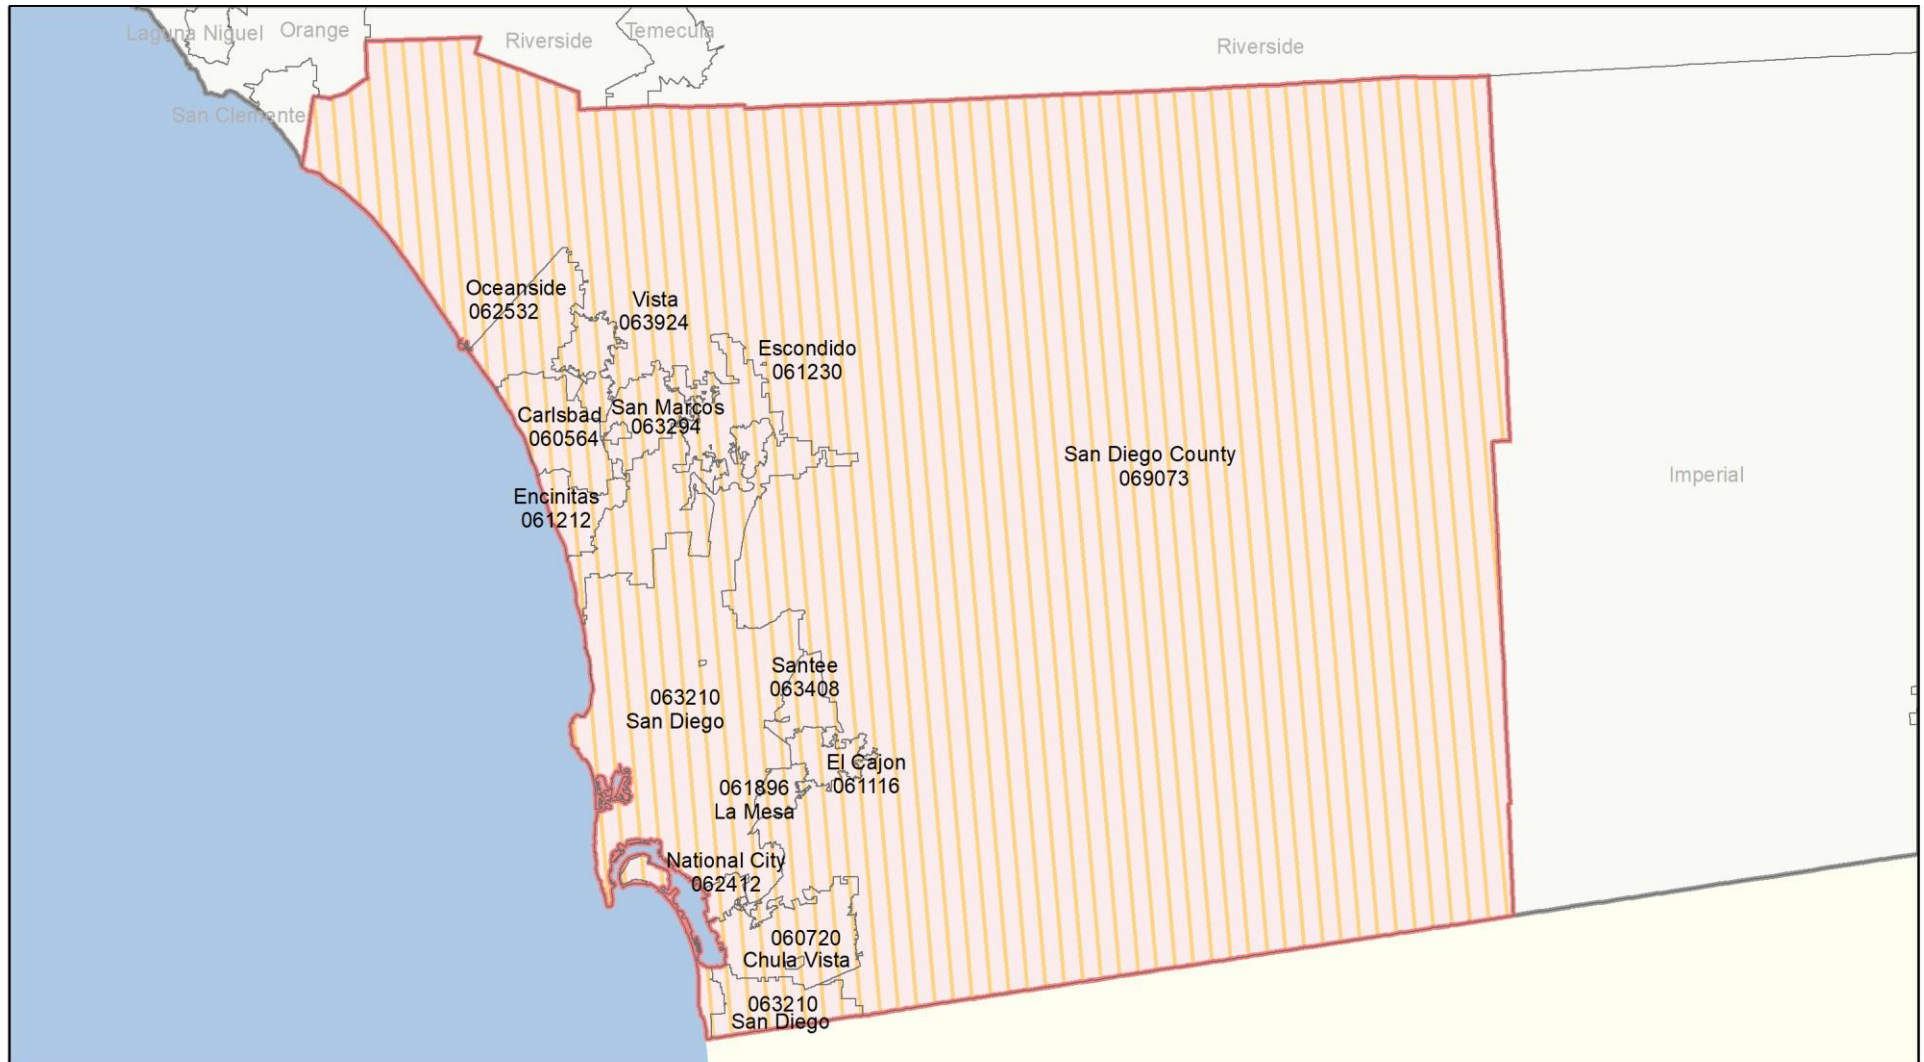 Laguna Niguel
Orange
Riverside
Temecula
Riverside
San Clemente
Oceanside
062532
Vista
063924
Escondido
061230
Carlsbad
060564
San Marcos
063294
San Diego County
069073
Imperial
Encinitas
061212
Santee
063408
063210
San Diego
El Cajon
061116
061896
La Mesa
National City
062412
060720
Chula Vista
063210
San Diego